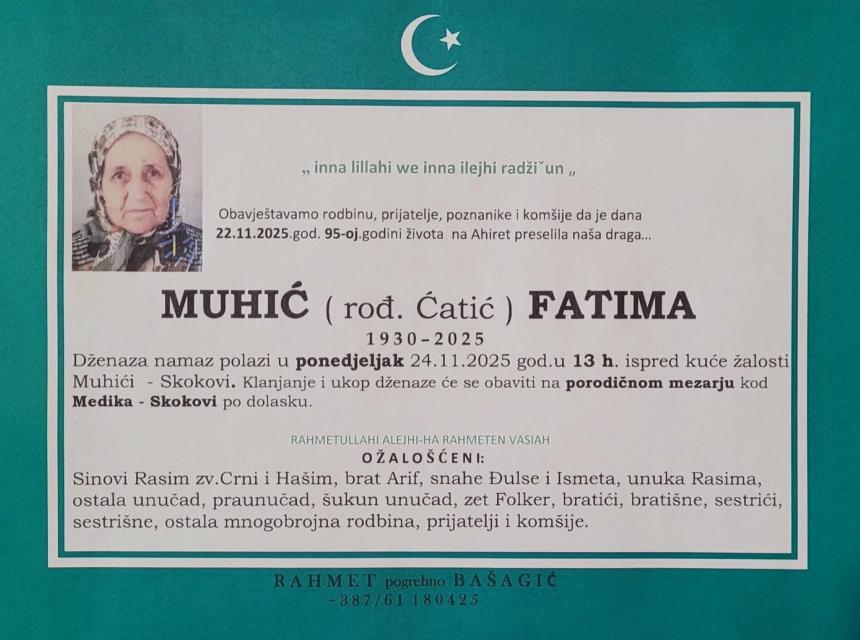 „ inna lillahi we inna ilejhi radžiˇun „
Obavještavamo rodbinu, prijatelje, poznanike i komšije da je dana
22.11.2025.god. 95-oj.godini života na Ahiret preselila naša draga...
MUHIĆ ( rođ. Ćatić ) FATIMA
1930-2025
Dženaza namaz polazi u ponedjeljak 24.11.2025 god.u 13 h. ispred kuće žalosti
Muhići - Skokovi. Klanjanje i ukop dženaze će se obaviti na porodičnom mezarju kod
Medika - Skokovi po dolasku.
RAHMETULLAHI ALEJHI-HA RAHMETEN VASIAH
OŽALOŠĆENI:
Sinovi Rasim zv.Crni i Hašim, brat Arif, snahe Đulse i Ismeta, unuka Rasima,
ostala unučad, praunučad, šukun unučad, zet Folker, bratići, bratišne, sestrići,
sestrišne, ostala mnogobrojna rodbina, prijatelji i komšije.
RAHMET pogrebno BAŠAGIĆ
+387/61 180425